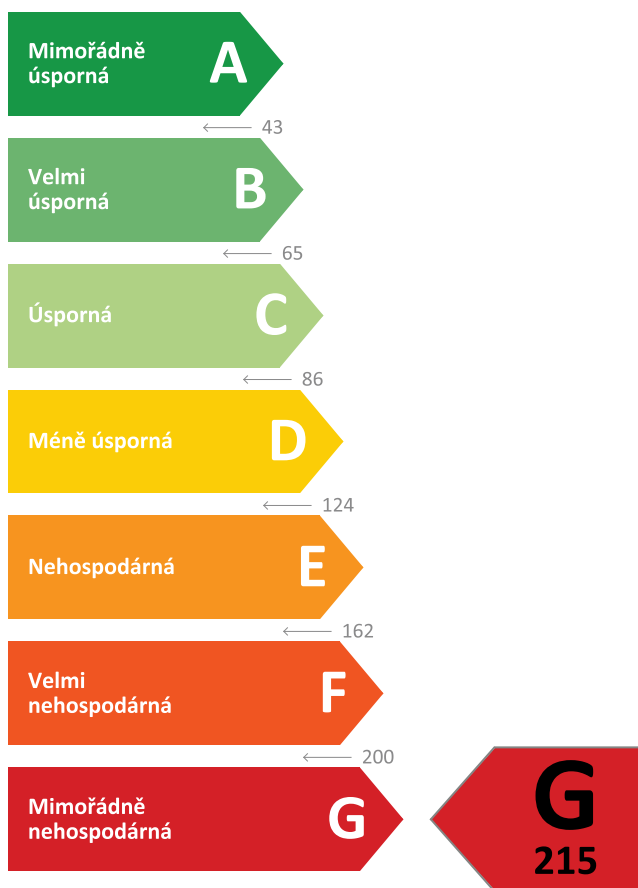 Mimořádně
úsporná
A
43
Velmi
úsporná
B
65
Úsporná
C
86
Méně úsporná
D
124
Nehospodárná
E
162
Velmi
nehospodárná
F
200
Mimořádně
nehospodárná
G
G
215